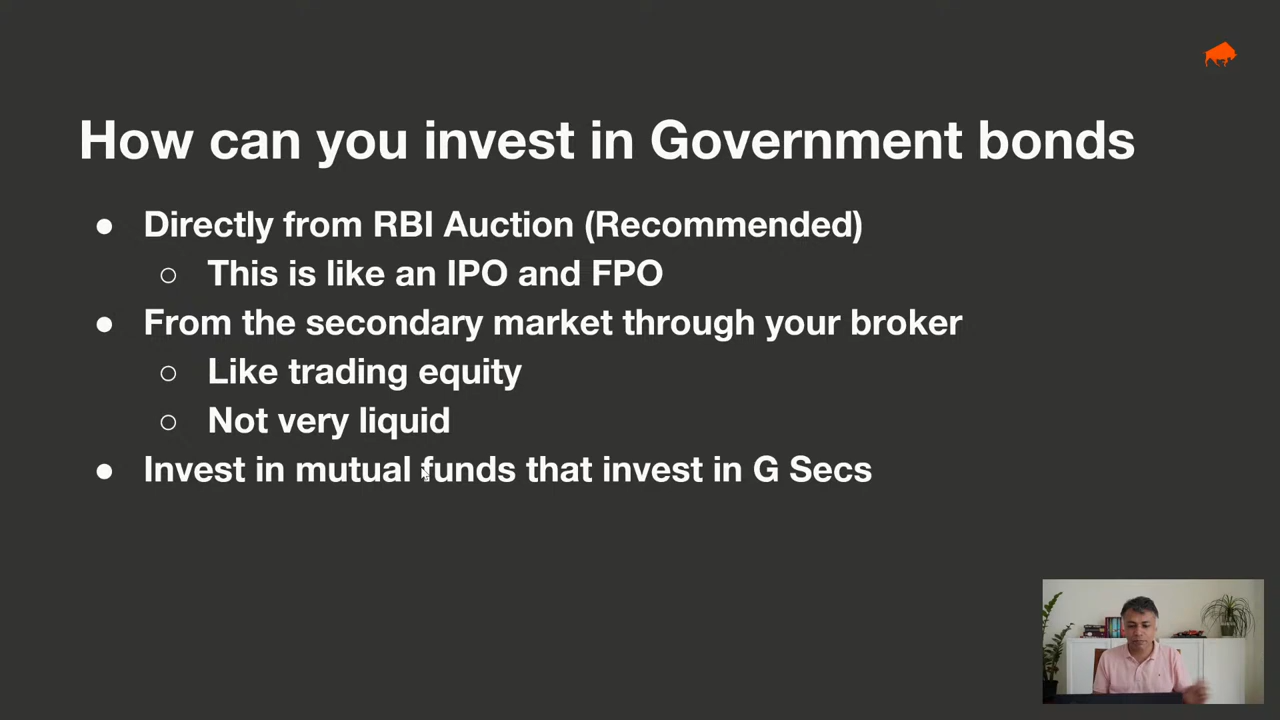 How can you invest in Government bonds
● Directly from RBI Auction (Recommended)
○ This is like an IPO and FPO
● From the secondary market through your broker
○ Like trading equity
○ Not very liquid
● Invest in mutual funds that invest in G Secs